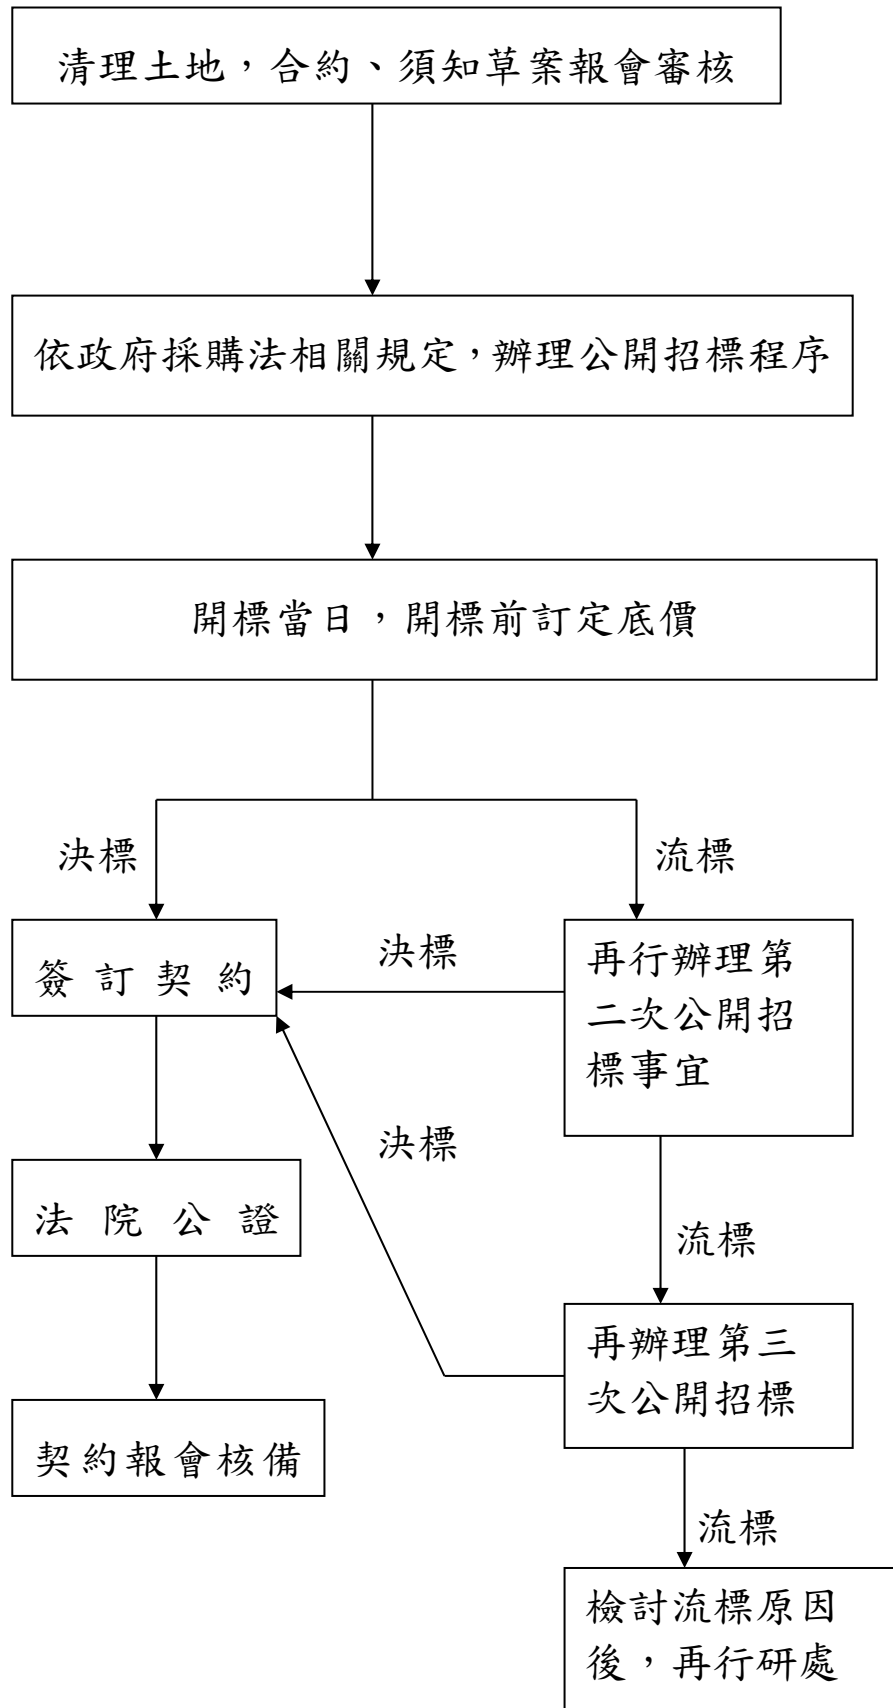 清理土地，合約、須知草案報會審核
依政府採購法相關規定，辦理公開招標程序
開標當日，開標前訂定底價
決標
流標
簽訂契約
決標
再行辦理第
二次公開招
標事宜
決標
法院公證
流標
再辦理第三
次公開招標
契約報會核備
流標
檢討流標原因
後，再行研處